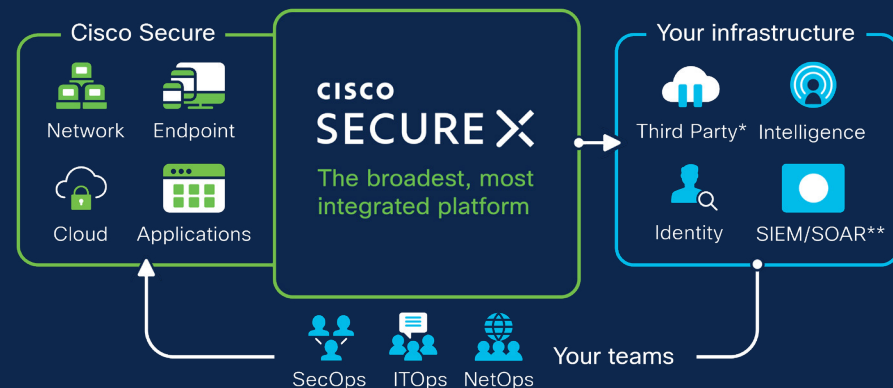 Cisco Secure
Network Endpoint
Cloud Applications
CISCO
SECURE X
The broadest, most
integrated platform
Your infrastructure
Third Party* Intelligence
Identity SIEM/SOAR**
SecOps ITOps NetOps
Your teams